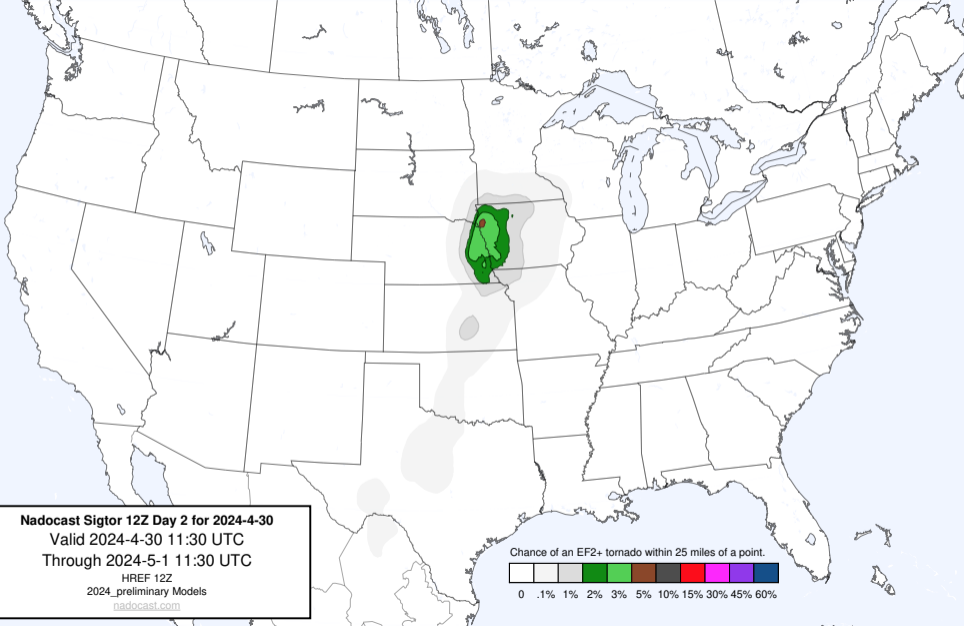 Nadocast Sigtor 12Z Day 2 for 2024-4-30
Valid 2024-4-30 11:30 UTC
Through 2024-5-1 11:30 UTC
HREF 12Z
2024_preliminary Models
nadocast.com
Chance of an EF2+ tornado within 25 miles of a point.
0 .1% 1% 2% 3% 5% 10% 15% 30% 45% 60%